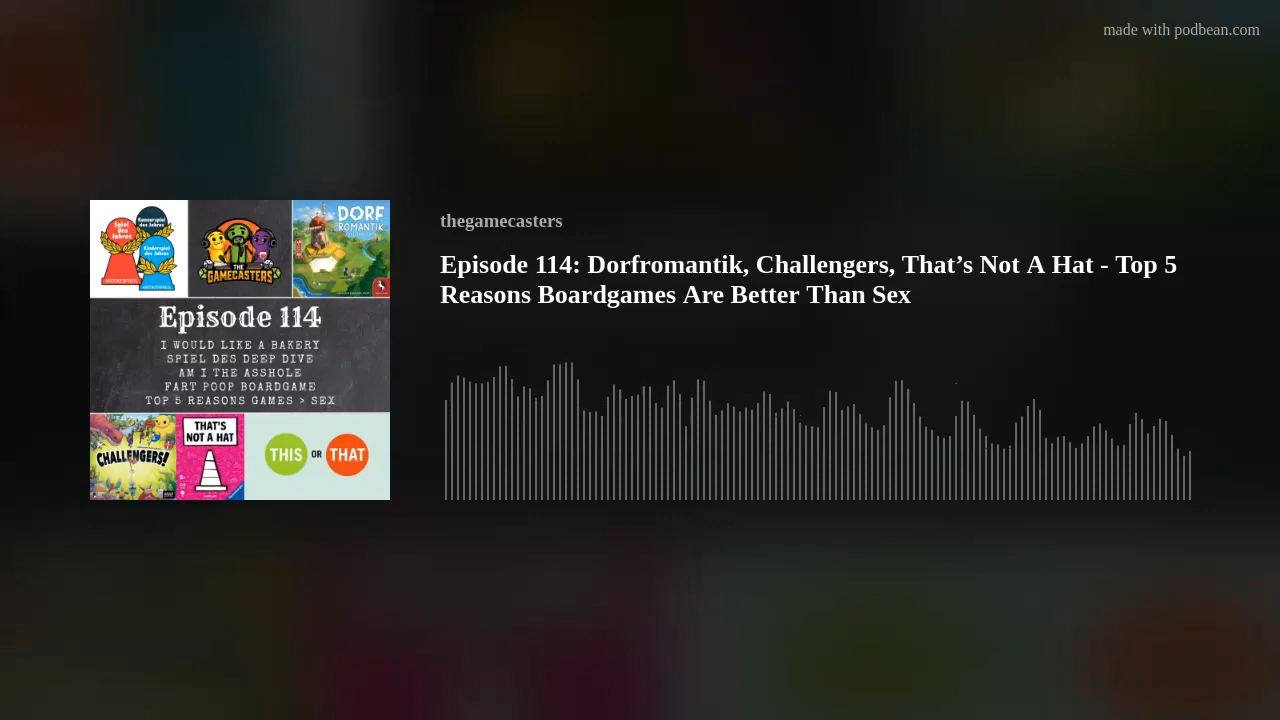 made with podbean.com
thegamecasters
Episode 114: Dorfromantik, Challengers, That’s Not A Hat - Top 5
Reasons Boardgames Are Better Than Sex
Spiel
des
Jahres
Kennerspiel
des Jahres
Kinderspiel
des Jahres
THE
GAMECASTERS
DORF
ROMANTIK
Episode 114
I WOULD LIKE A BAKERY
SPIEL DES DEEP DIVE
AM I THE ASSHOLE
FART POOP BOARDGAME
TOP 5 REASONS GAMES > SEX
CHALLENGERS!
THAT'S
NOT A HAT
THIS OR THAT